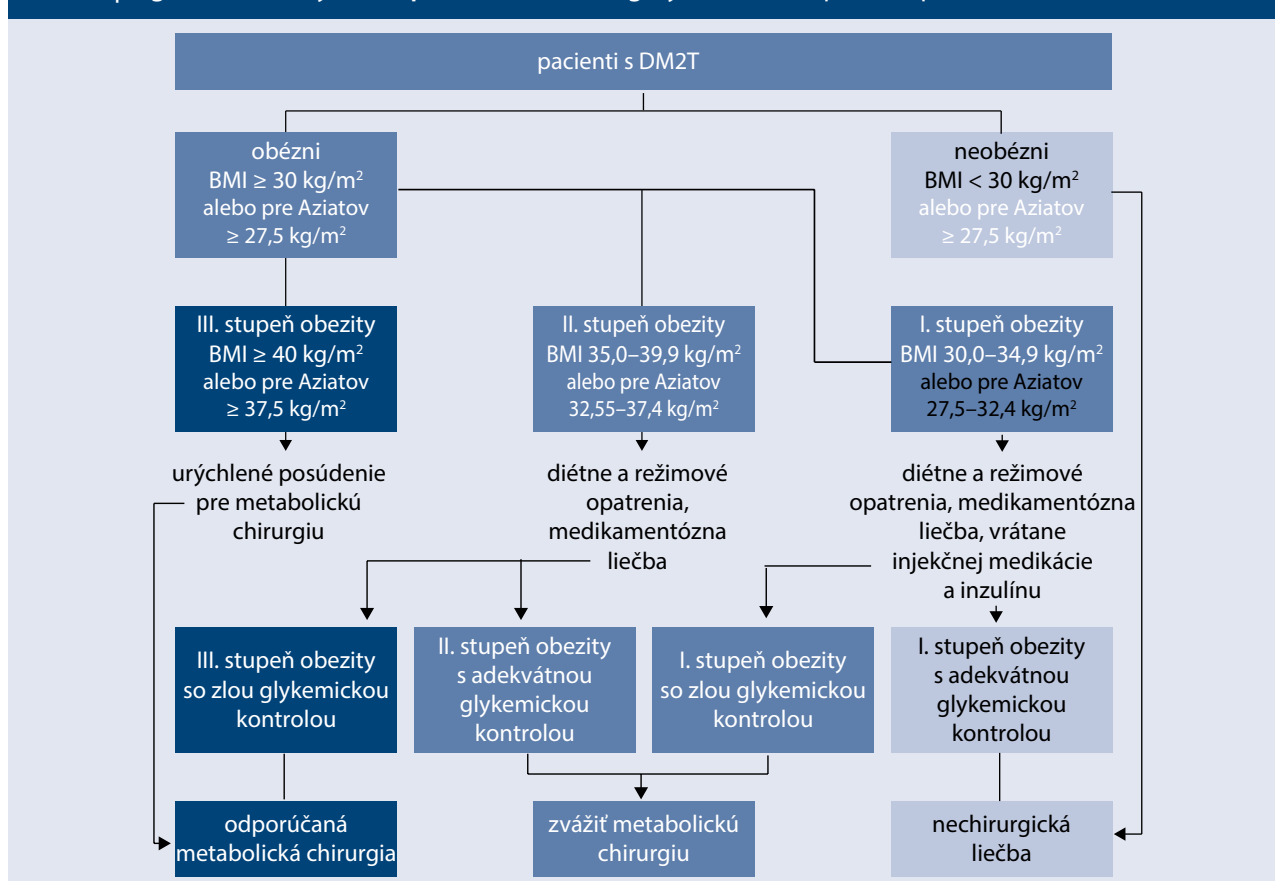 pacienti s DM2T
obézni
BMI ≥ 30 kg/m²
alebo pre Aziatov
≥ 27,5 kg/m²
neobézni
BMI < 30 kg/m²
alebo pre Aziatov
≥ 27,5 kg/m²
III. stupeň obezity
BMI ≥ 40 kg/m²
alebo pre Aziatov
≥ 37,5 kg/m²
II. stupeň obezity
BMI 35,0–39,9 kg/m²
alebo pre Aziatov
32,55–37,4 kg/m²
I. stupeň obezity
BMI 30,0–34,9 kg/m²
alebo pre Aziatov
27,5–32,4 kg/m²
urýchlené posúdenie
pre metabolickú
chirurgiu
diétne a režimové
opatrenia,
medikamentózna
liečba
diétne a režimové
opatrenia, medikamentózna
liečba, vrátane
injekčnej medikácie
a inzulínu
III. stupeň obezity
so zlou glykemickou
kontrolou
II. stupeň obezity
s adekvátnou
glykemickou
kontrolou
I. stupeň obezity
so zlou glykemickou
kontrolou
I. stupeň obezity
s adekvátnou
glykemickou
kontrolou
odporúčaná
metabolická chirurgia
zvážiť metabolickú
chirurgiu
nechirurgická
liečba